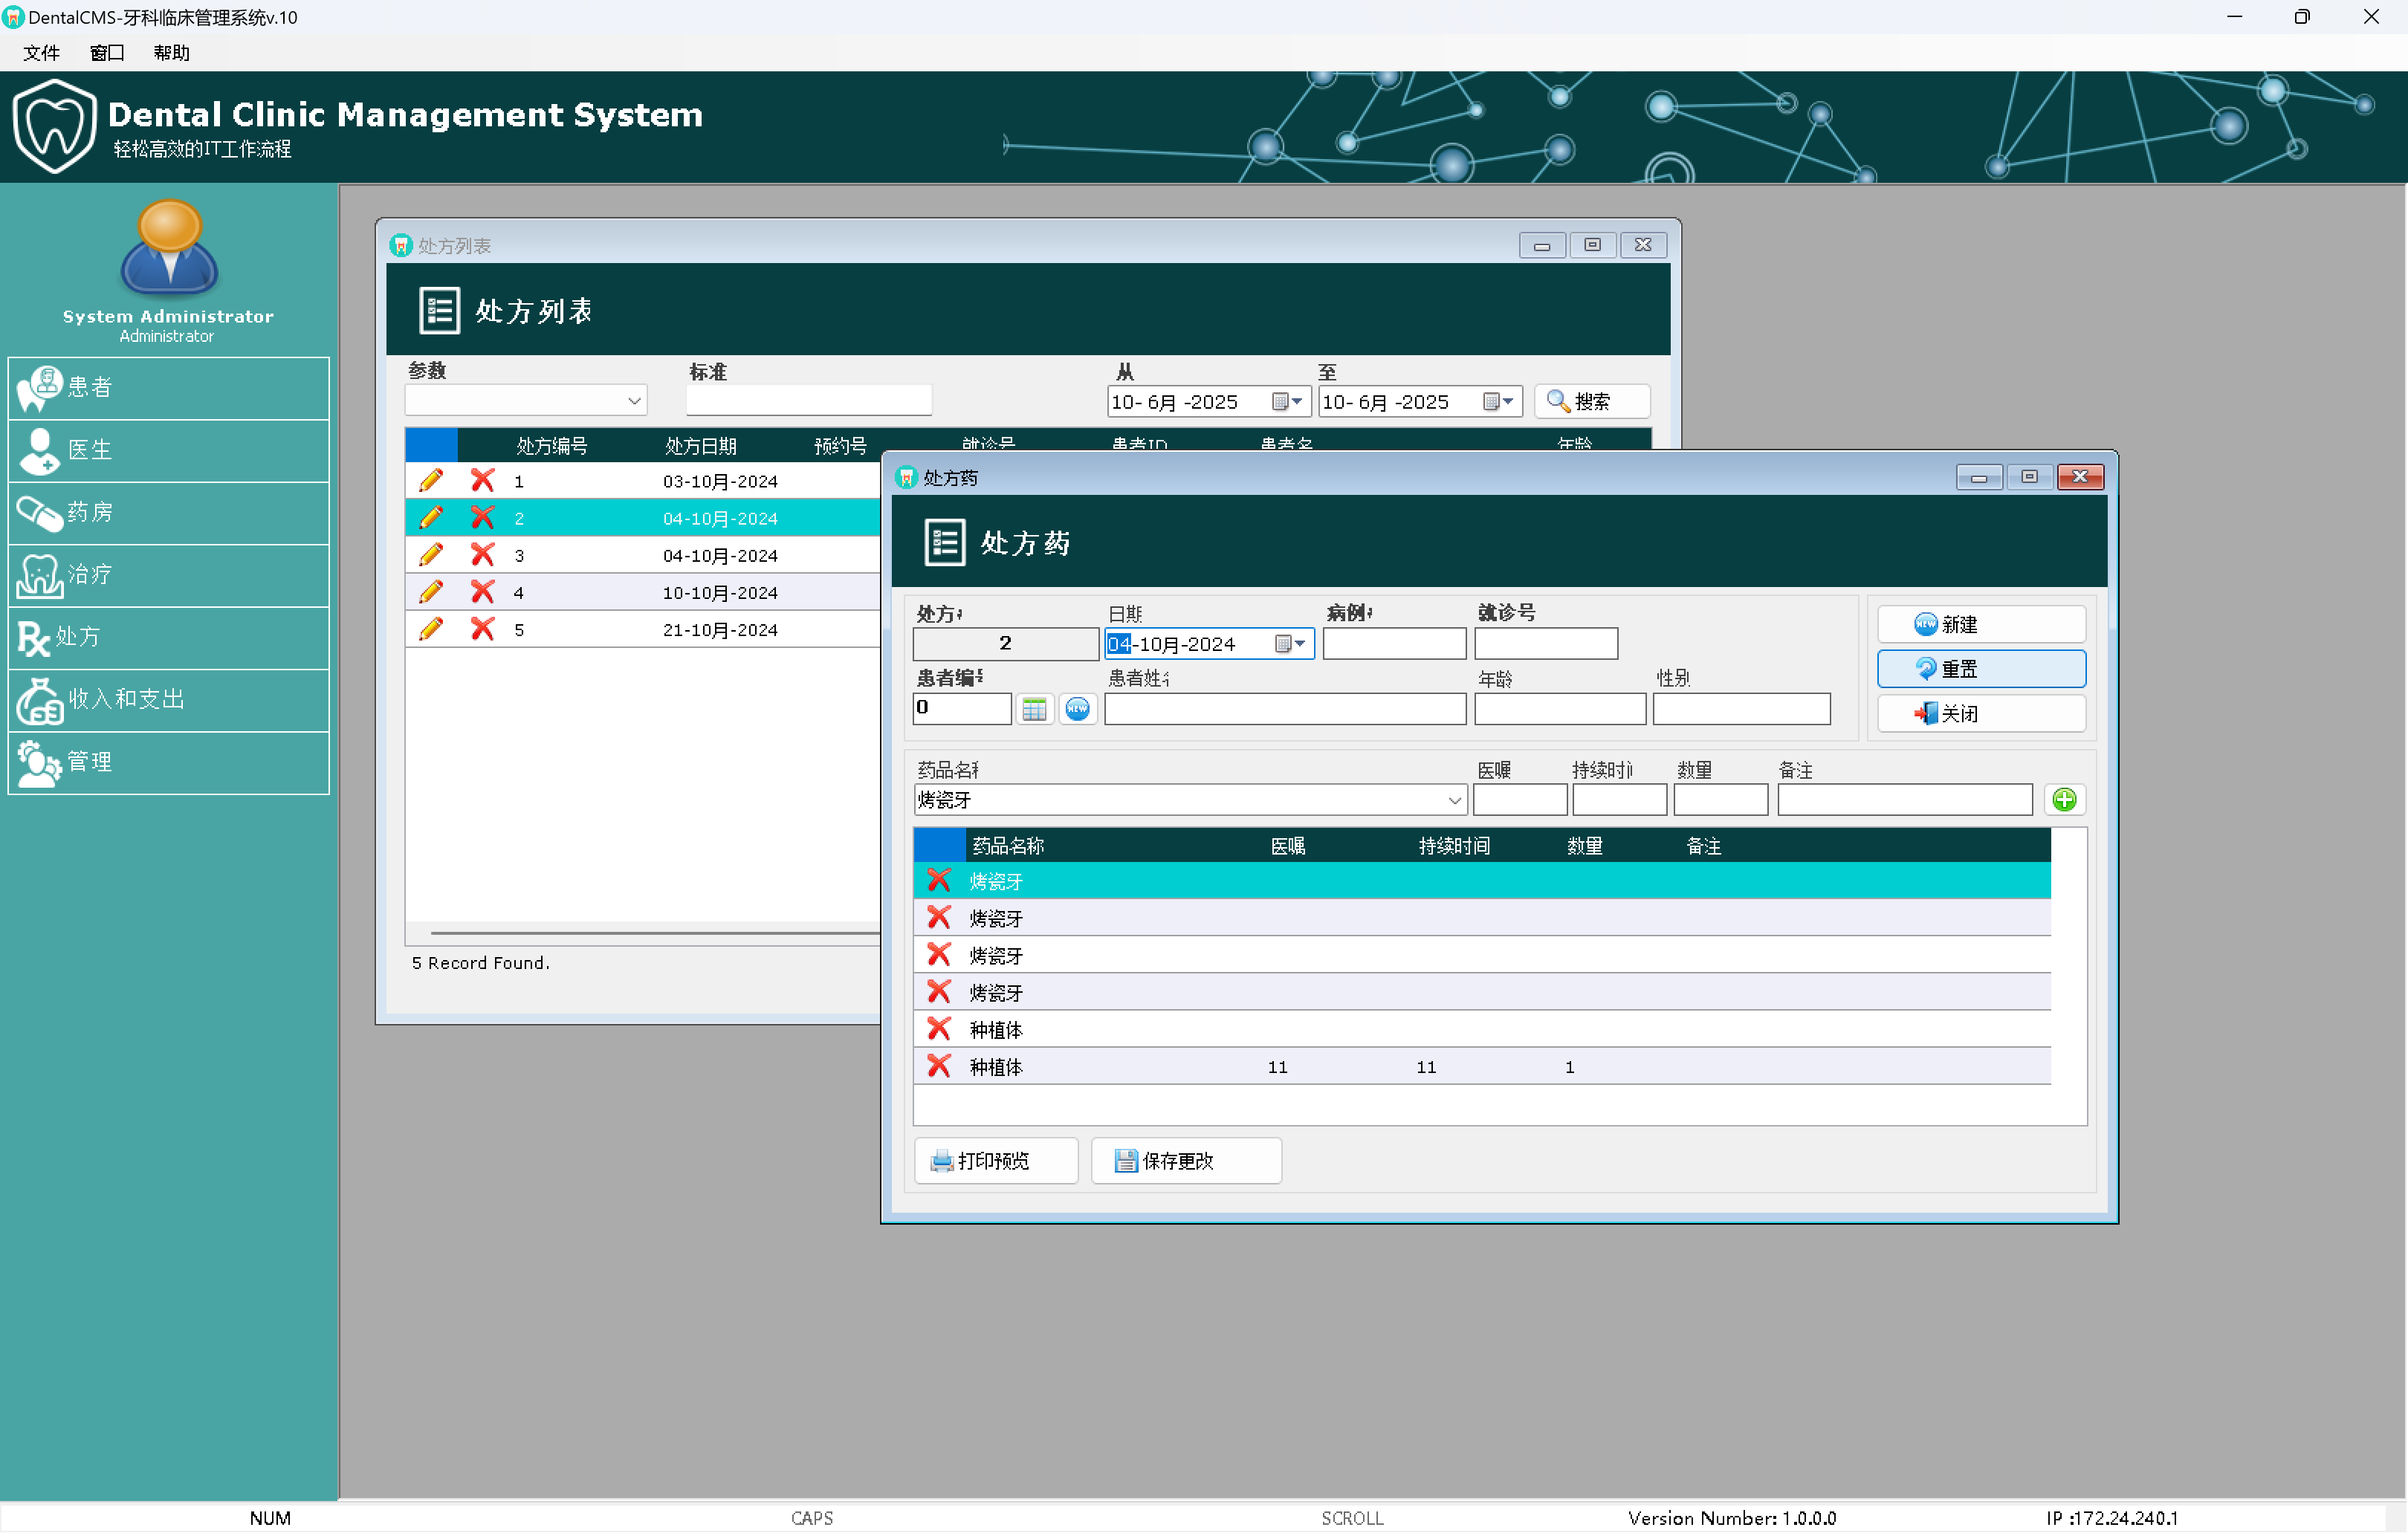 DentalCMS-牙科临床管理系统v.10
文件 窗口 帮助
Dental Clinic Management System
轻松高效的IT工作流程
System Administrator
Administrator
患者
医生
药房
治疗
处方
收入和支出
管理
处方列表
处方列表
参数 标准 从 至
10- 6月 -2025 10- 6月 -2025 搜索
处方编号 处方日期 预约号 就诊号 患者ID 患者名 年龄
1 03-10月-2024
2 04-10月-2024
3 04-10月-2024
4 10-10月-2024
5 21-10月-2024
5 Record Found.
处方药
处方药
处方 日期 病例 就诊号
2 04-10月-2024
患者编 患者姓 年龄 性别
0 NEW
NEW 新建
重置
关闭
药品名 医嘱 持续时 数量 备注
烤瓷牙
药品名称 医嘱 持续时间 数量 备注
烤瓷牙
烤瓷牙
烤瓷牙
烤瓷牙
种植体
种植体 11 11 1
打印预览 保存更改
NUM CAPS SCROLL Version Number: 1.0.0.0 IP :172.24.240.1